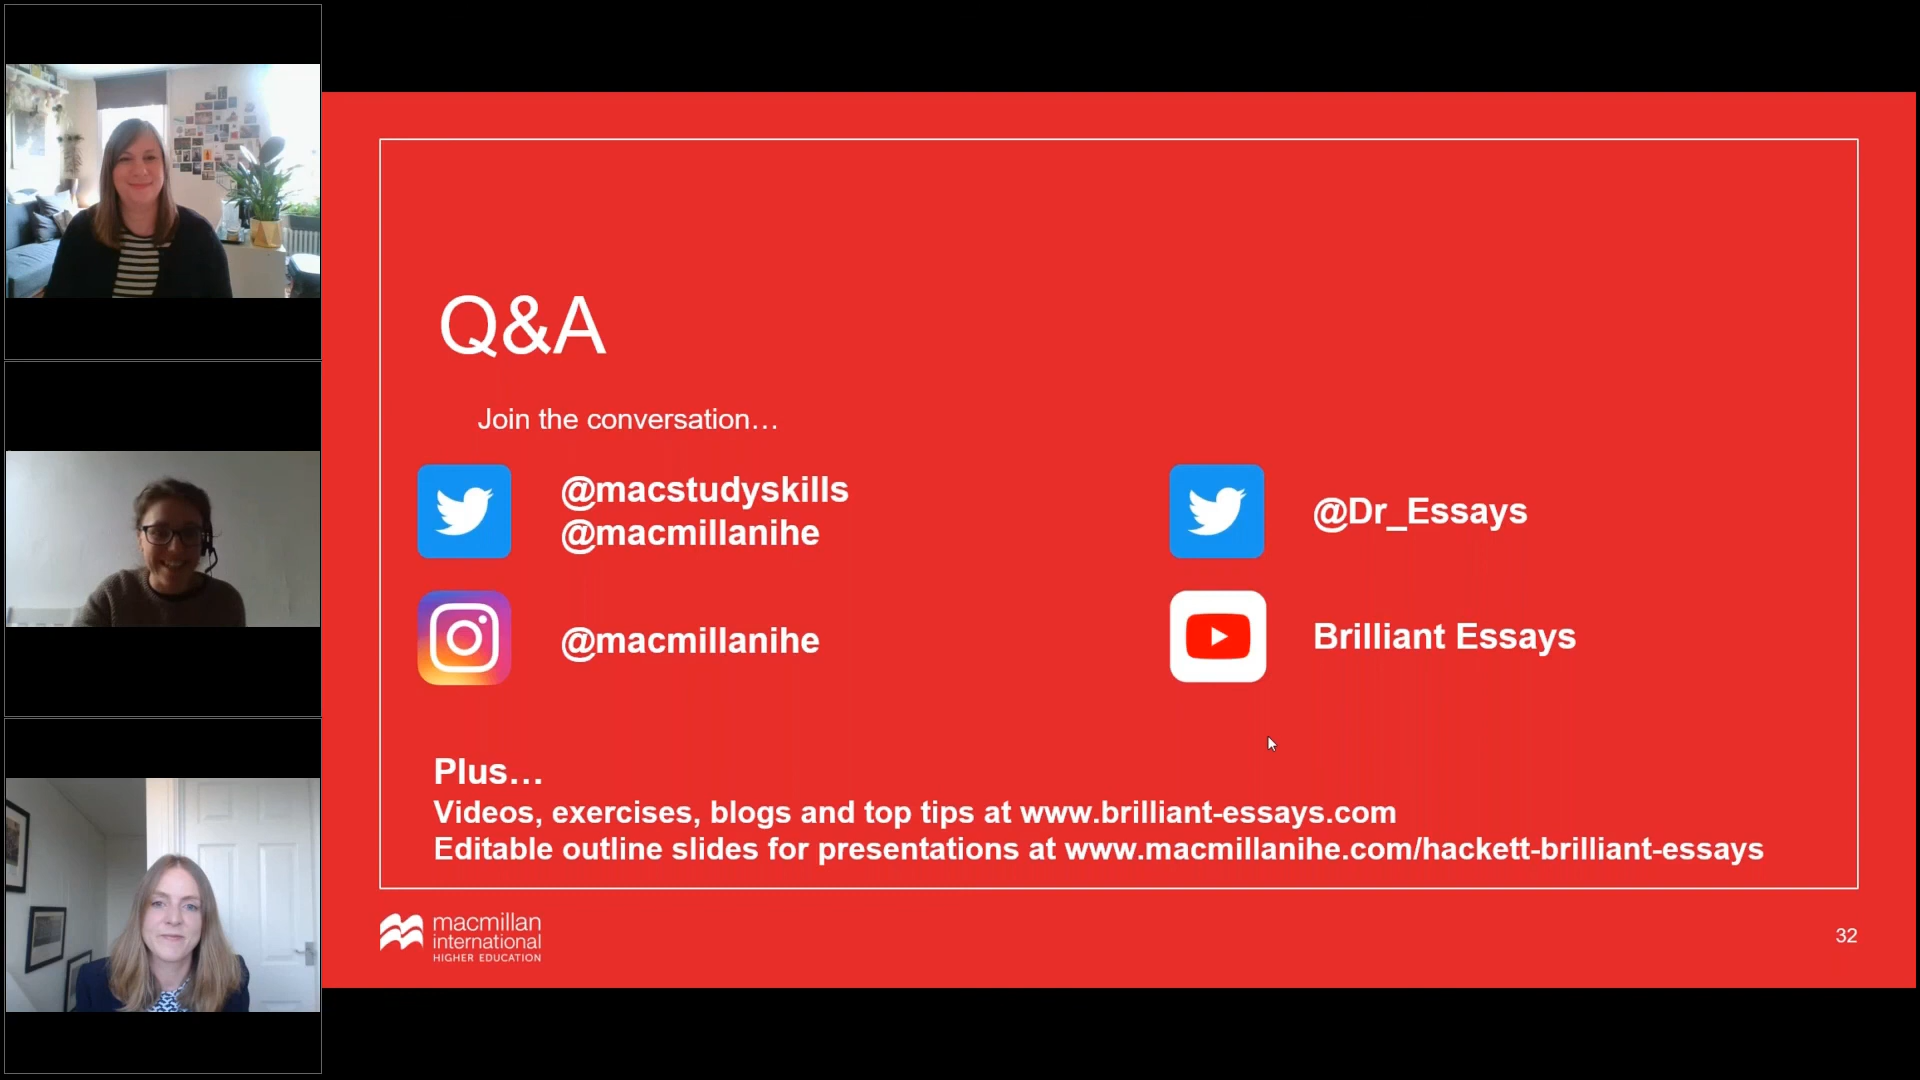 Q&A
Join the conversation…
@macstudyskills
@macmillanihe
@Dr_Essays
@macmillanihe
Brilliant Essays
Plus…
Videos, exercises, blogs and top tips at www.brilliant-essays.com
Editable outline slides for presentations at www.macmillanihe.com/hackett-brilliant-essays
macmillan
international
HIGHER EDUCATION
32